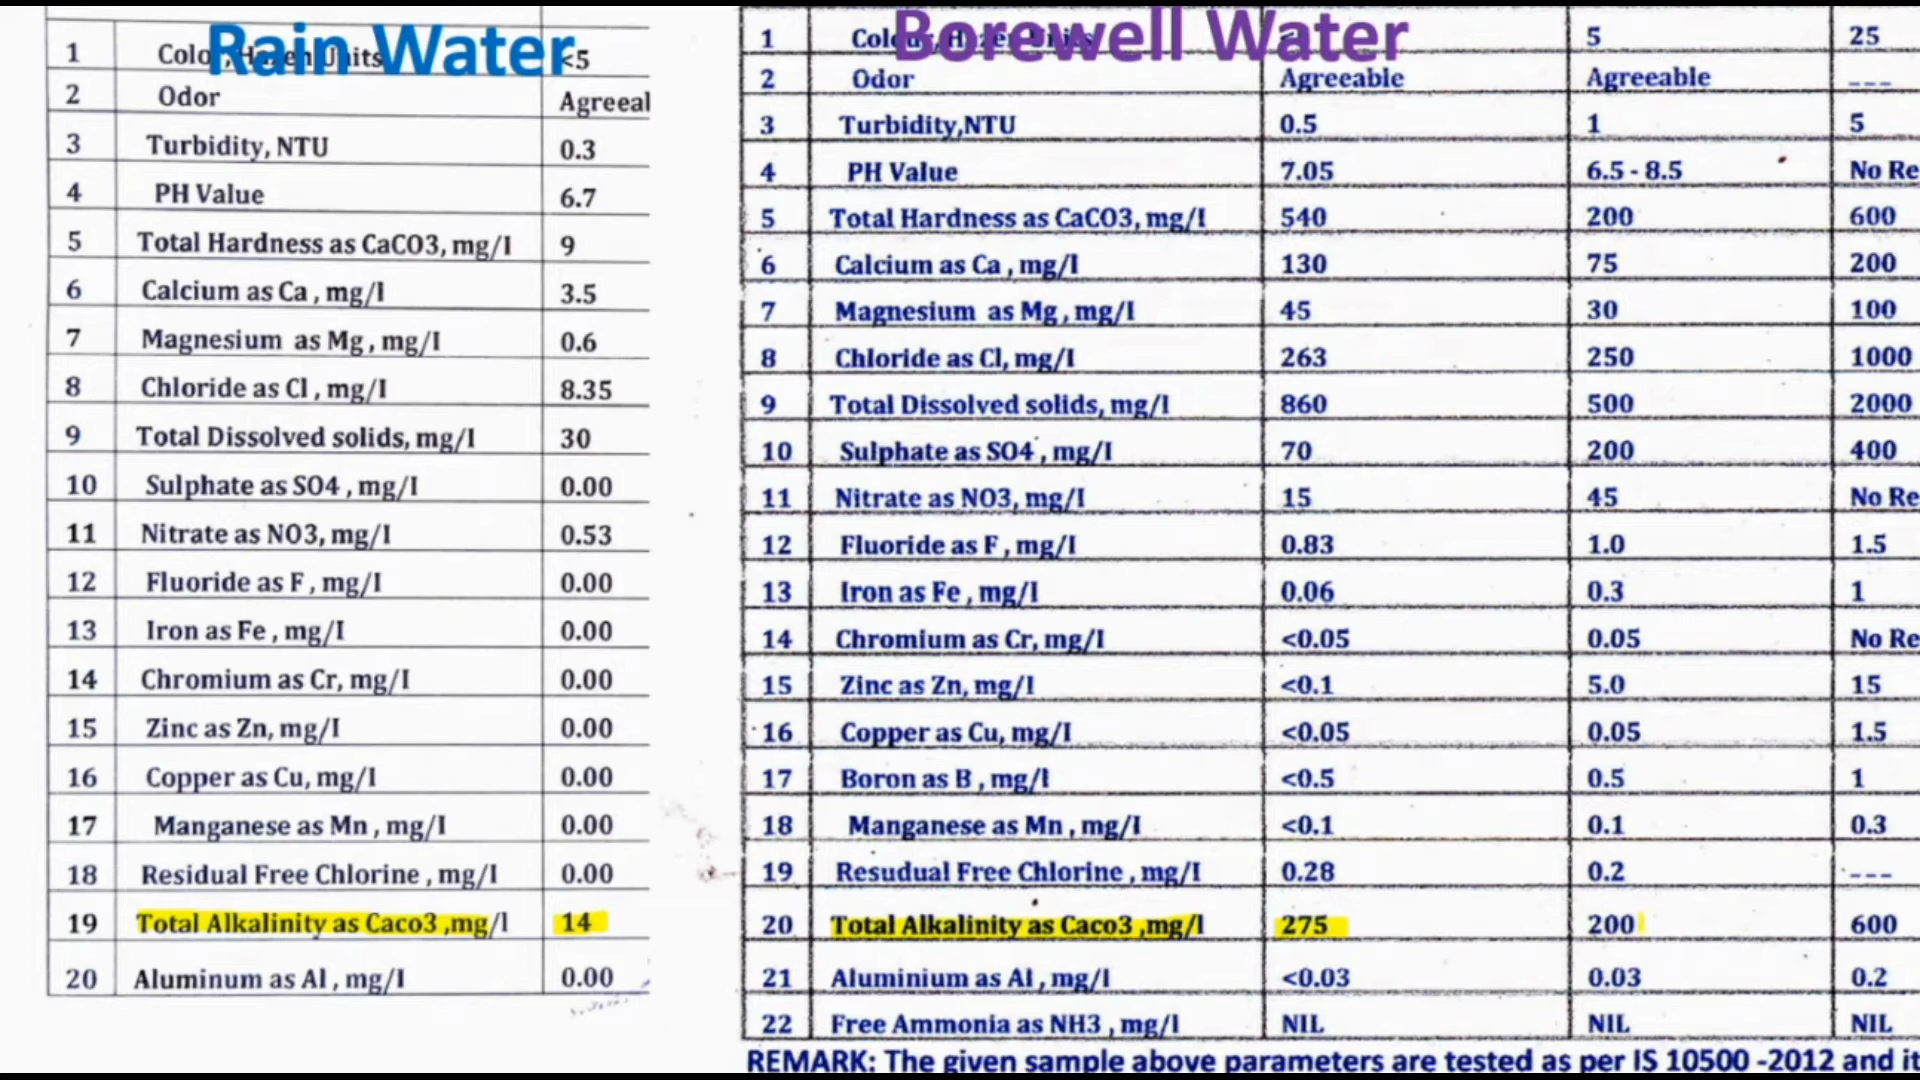 Rain Water
1 Colour, Hazen Units <5
2 Odor Agreeal
3 Turbidity, NTU 0.3
4 PH Value 6.7
5 Total Hardness as CaCO3, mg/l 9
6 Calcium as Ca , mg/l 3.5
7 Magnesium as Mg , mg/l 0.6
8 Chloride as Cl , mg/l 8.35
9 Total Dissolved solids, mg/l 30
10 Sulphate as SO4 , mg/l 0.00
11 Nitrate as NO3, mg/l 0.53
12 Fluoride as F , mg/l 0.00
13 Iron as Fe , mg/l 0.00
14 Chromium as Cr, mg/l 0.00
15 Zinc as Zn, mg/l 0.00
16 Copper as Cu, mg/l 0.00
17 Manganese as Mn , mg/l 0.00
18 Residual Free Chlorine , mg/l 0.00
19 Total Alkalinity as Caco3 ,mg/l 14
20 Aluminum as Al , mg/l 0.00
Borewell Water
1 Colour, Hazen Units 5 25
2 Odor Agreeable Agreeable ---
3 Turbidity,NTU 0.5 1 5
4 PH Value 7.05 6.5 - 8.5 No Re
5 Total Hardness as CaCO3, mg/l 540 200 600
6 Calcium as Ca , mg/l 130 75 200
7 Magnesium as Mg , mg/l 45 30 100
8 Chloride as Cl, mg/l 263 250 1000
9 Total Dissolved solids, mg/l 860 500 2000
10 Sulphate as SO4 , mg/l 70 200 400
11 Nitrate as NO3, mg/l 15 45 No Re
12 Fluoride as F , mg/l 0.83 1.0 1.5
13 Iron as Fe , mg/l 0.06 0.3 1
14 Chromium as Cr, mg/l <0.05 0.05 No Re
15 Zinc as Zn, mg/l <0.1 5.0 15
16 Copper as Cu, mg/l <0.05 0.05 1.5
17 Boron as B , mg/l <0.5 0.5 1
18 Manganese as Mn , mg/l <0.1 0.1 0.3
19 Resudual Free Chlorine , mg/l 0.28 0.2 ---
20 Total Alkalinity as Caco3 ,mg/l 275 200 600
21 Aluminium as Al , mg/l <0.03 0.03 0.2
22 Free Ammonia as NH3 , mg/l NIL NIL NIL
REMARK: The given sample above parameters are tested as per IS 10500 -2012 and it